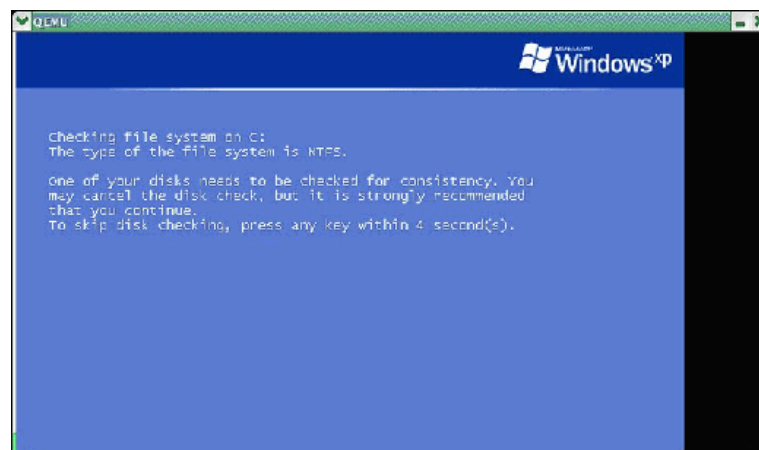 QEMU
Windows xp
Checking file system on C:
The type of the file system is NTFS.
One of your disks needs to be checked for consistency. You
may cancel the disk check, but it is strongly recommended
that you continue.
To skip disk checking, press any key within 4 second(s).